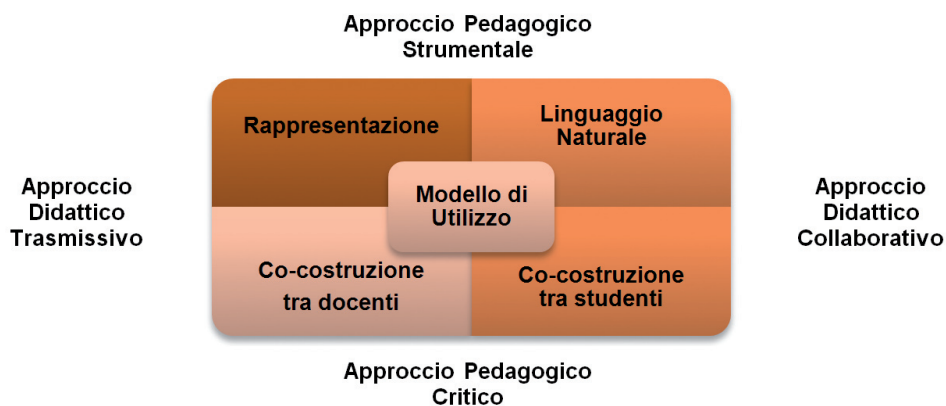 Approccio Pedagogico
Strumentale
Rappresentazione
Linguaggio
Naturale
Approccio
Didattico
Trasmissivo
Modello di
Utilizzo
Approccio
Didattico
Collaborativo
Co-costruzione
tra docenti
Co-costruzione
tra studenti
Approccio Pedagogico
Critico